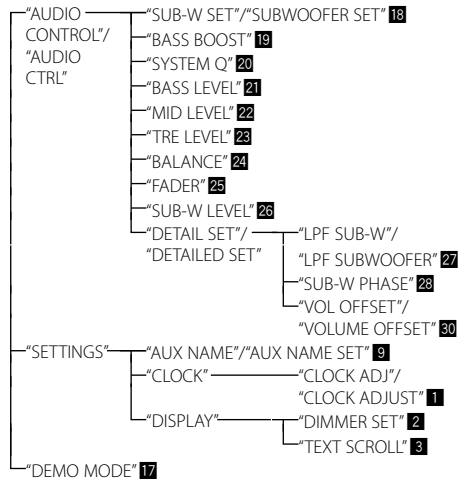 “AUDIO CONTROL”/ “AUDIO CTRL”
“SUB-W SET”/“SUBWOOFER SET” 18
“BASS BOOST” 19
“SYSTEM Q” 20
“BASS LEVEL” 21
“MID LEVEL” 22
“TRE LEVEL” 23
“BALANCE” 24
“FADER” 25
“SUB-W LEVEL” 26
“DETAIL SET”/
“DETAILED SET”
“LPF SUB-W”/
“LPF SUBWOOFER” 27
“SUB-W PHASE” 28
“VOL OFFSET”/
“VOLUME OFFSET” 30
“SETTINGS”
“AUX NAME”/“AUX NAME SET” 9
“CLOCK”
“CLOCK ADJ”/
“CLOCK ADJUST” 1
“DISPLAY”
“DIMMER SET” 2
“TEXT SCROLL” 3
“DEMO MODE” 17